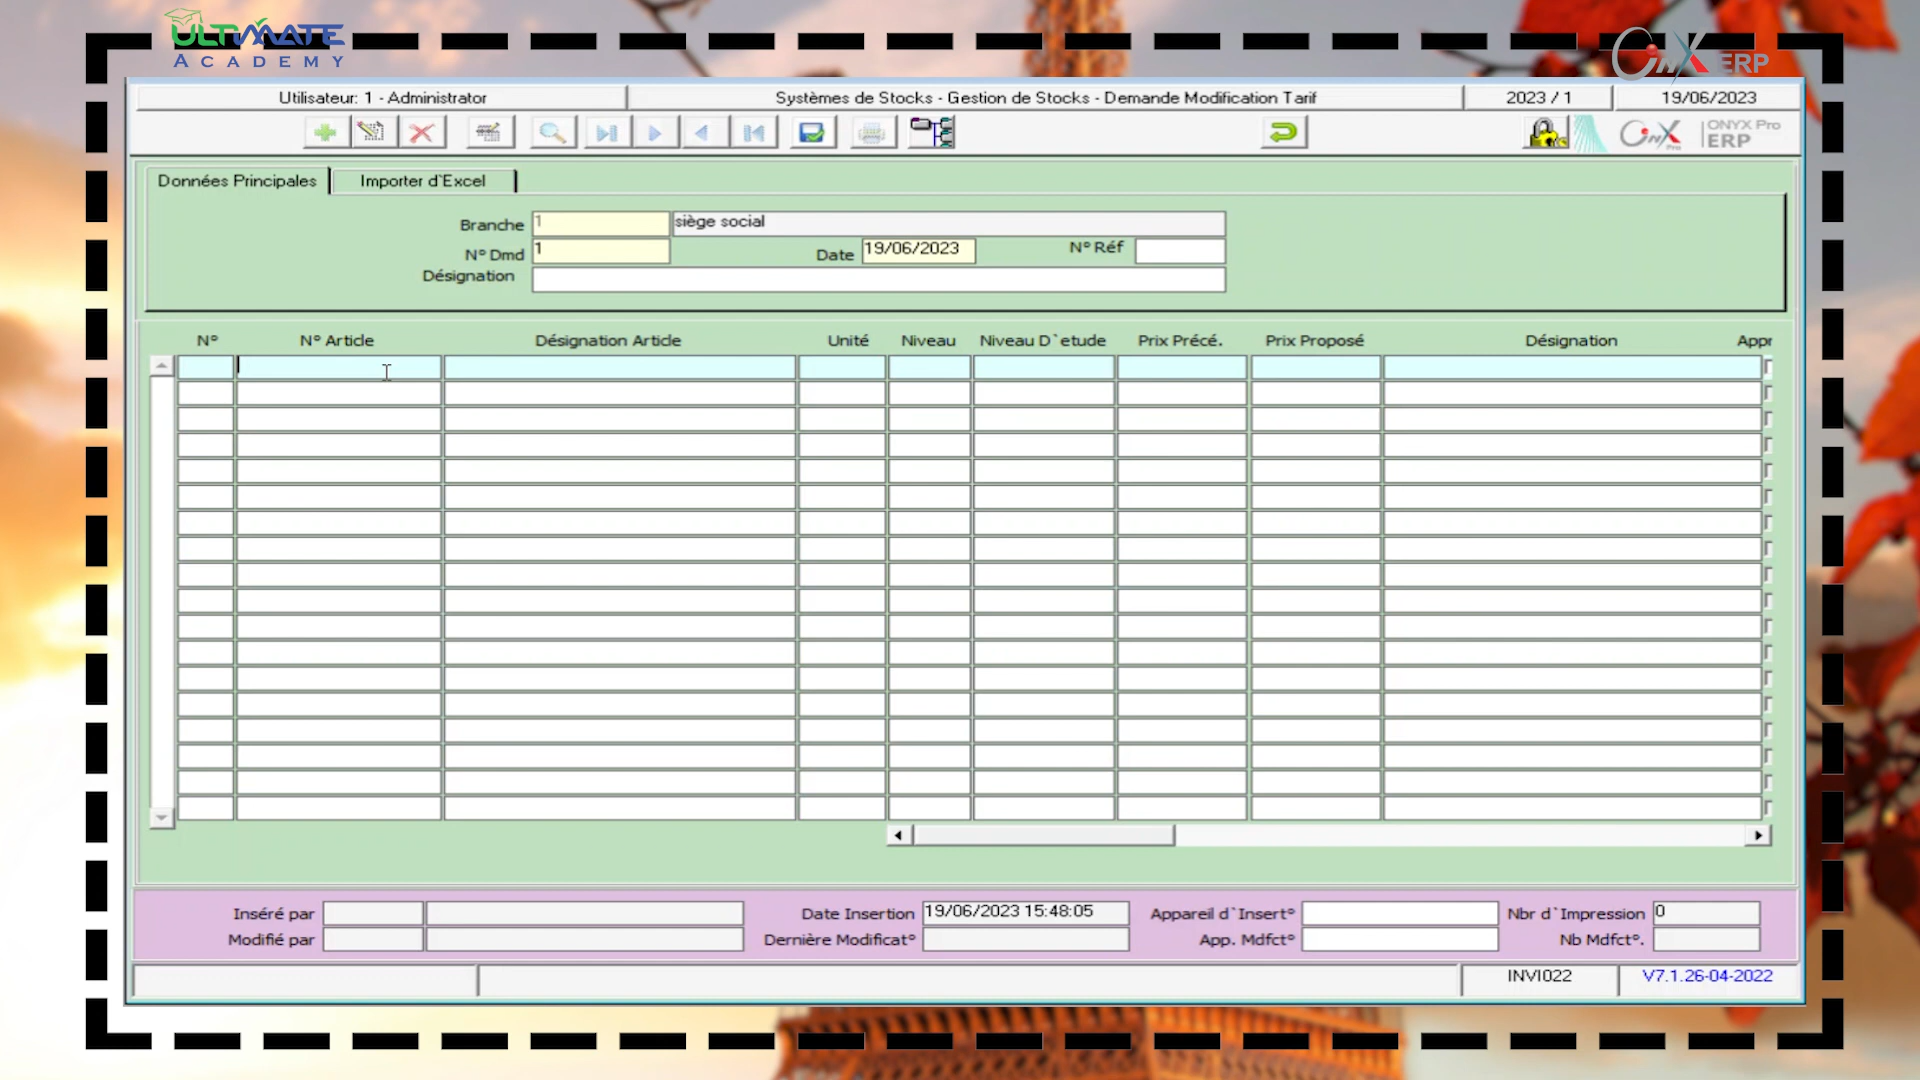 ULTIMATE
ACADEMY
OnyX ERP
Utilisateur: 1 - Administrator
Systèmes de Stocks - Gestion de Stocks - Demande Modification Tarif
2023 / 1
19/06/2023
OnyX Pro
ONYX Pro
ERP
Données Principales
Importer d`Excel
Branche 1 siège social
N° Dmd 1 Date 19/06/2023 N° Réf
Désignation
N° N° Article Désignation Article Unité Niveau Niveau D`etude Prix Précé. Prix Proposé Désignation Appr
Inséré par Date Insertion 19/06/2023 15:48:05 Appareil d`Insert° Nbr d`Impression 0
Modifié par Dernière Modificat° App. Mdfct° Nb Mdfct°.
INVI022
V7.1.26-04-2022